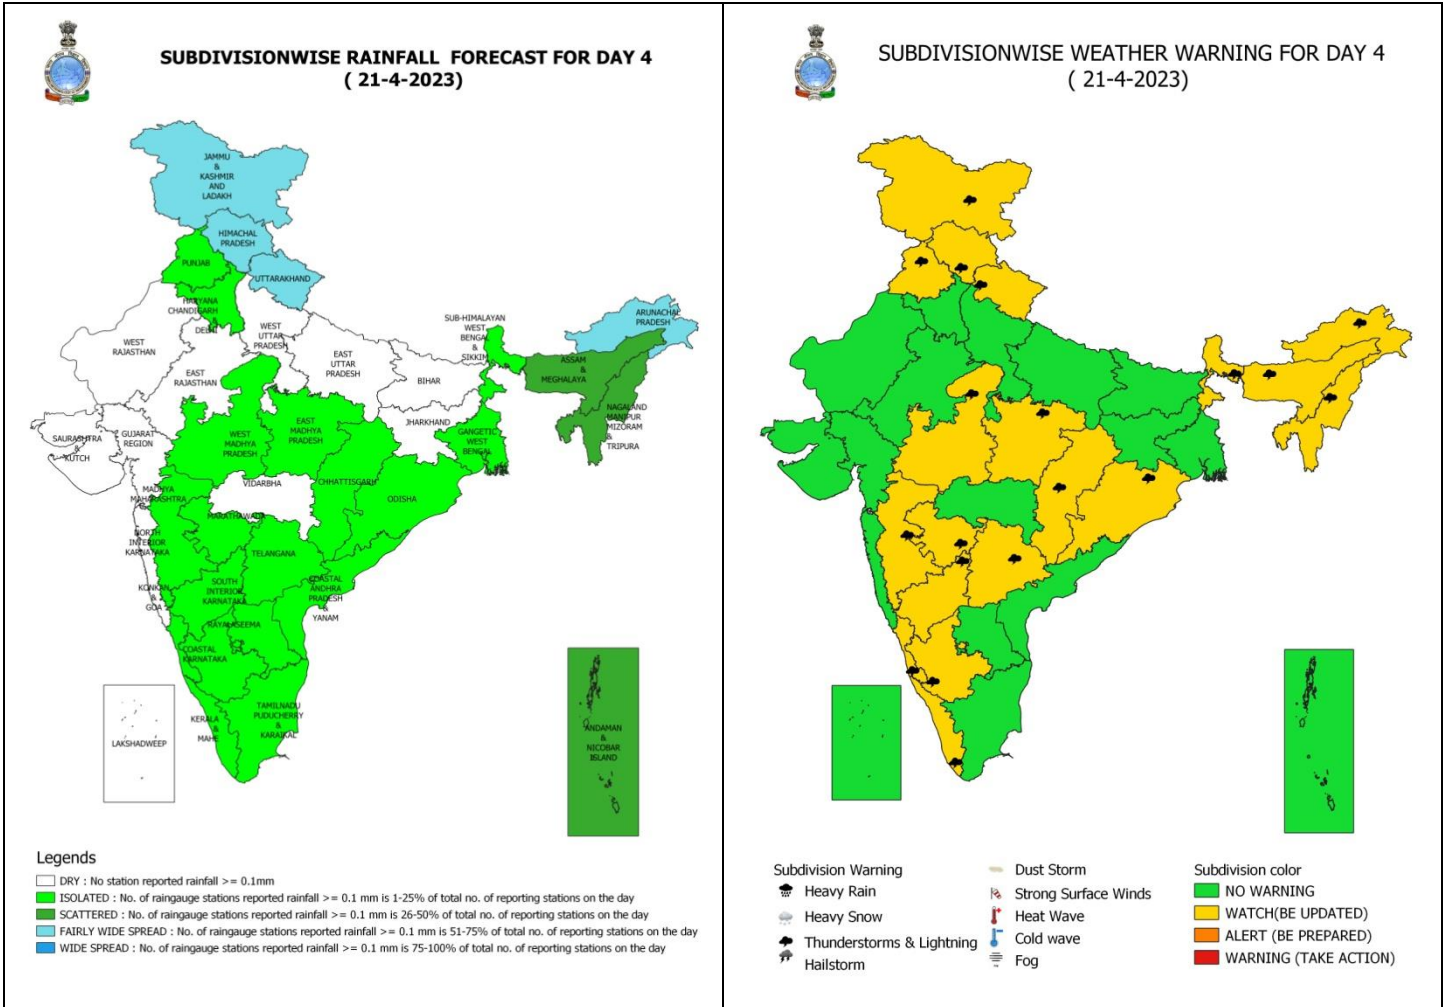 SUBDIVISIONWISE RAINFALL FORECAST FOR DAY 4
( 21-4-2023)
JAMMU
&
KASHMIR
AND
LADAKH
HIMACHAL
PRADESH
PUNJAB
UTTARAKHAND
HARYANA
CHANDIGARH
&
DELHI
WEST
RAJASTHAN
WEST
UTTAR
PRADESH
EAST
UTTAR
PRADESH
EAST
RAJASTHAN
BIHAR
SUB-HIMALAYAN
WEST
BENGAL
&
SIKKIM
ARUNACHAL
PRADESH
ASSAM
&
MEGHALAYA
NAGALAND
MANIPUR
MIZORAM
&
TRIPURA
JHARKHAND
GANGETIC
WEST
BENGAL
SAURASHTRA
&
KUTCH
GUJARAT
REGION
WEST
MADHYA
PRADESH
EAST
MADHYA
PRADESH
VIDARBHA
CHHATTISGARH
ODISHA
MADHYA
MAHARASHTRA
MARATHAWADA
NORTH
INTERIOR
KARNATAKA
TELANGANA
KONKAN
&
GOA
SOUTH
INTERIOR
KARNATAKA
COASTAL
ANDHRA
PRADESH
&
YANAM
RAYALASEEMA
COASTAL
KARNATAKA
KERALA
&
MAHE
TAMILNADU
PUDUCHERRY
&
KARAIKAL
LAKSHADWEEP
ANDAMAN
&
NICOBAR
ISLAND
Legends
DRY : No station reported rainfall >= 0.1mm
ISOLATED : No. of raingauge stations reported rainfall >= 0.1 mm is 1-25% of total no. of reporting stations on the day
SCATTERED : No. of raingauge stations reported rainfall >= 0.1 mm is 26-50% of total no. of reporting stations on the day
FAIRLY WIDE SPREAD : No. of raingauge stations reported rainfall >= 0.1 mm is 51-75% of total no. of reporting stations on the day
WIDE SPREAD : No. of raingauge stations reported rainfall >= 0.1 mm is 75-100% of total no. of reporting stations on the day
SUBDIVISIONWISE WEATHER WARNING FOR DAY 4
( 21-4-2023)
Subdivision Warning
Heavy Rain
Heavy Snow
Thunderstorms & Lightning
Hailstorm
Dust Storm
Strong Surface Winds
Heat Wave
Cold wave
Fog
Subdivision color
NO WARNING
WATCH(BE UPDATED)
ALERT (BE PREPARED)
WARNING (TAKE ACTION)